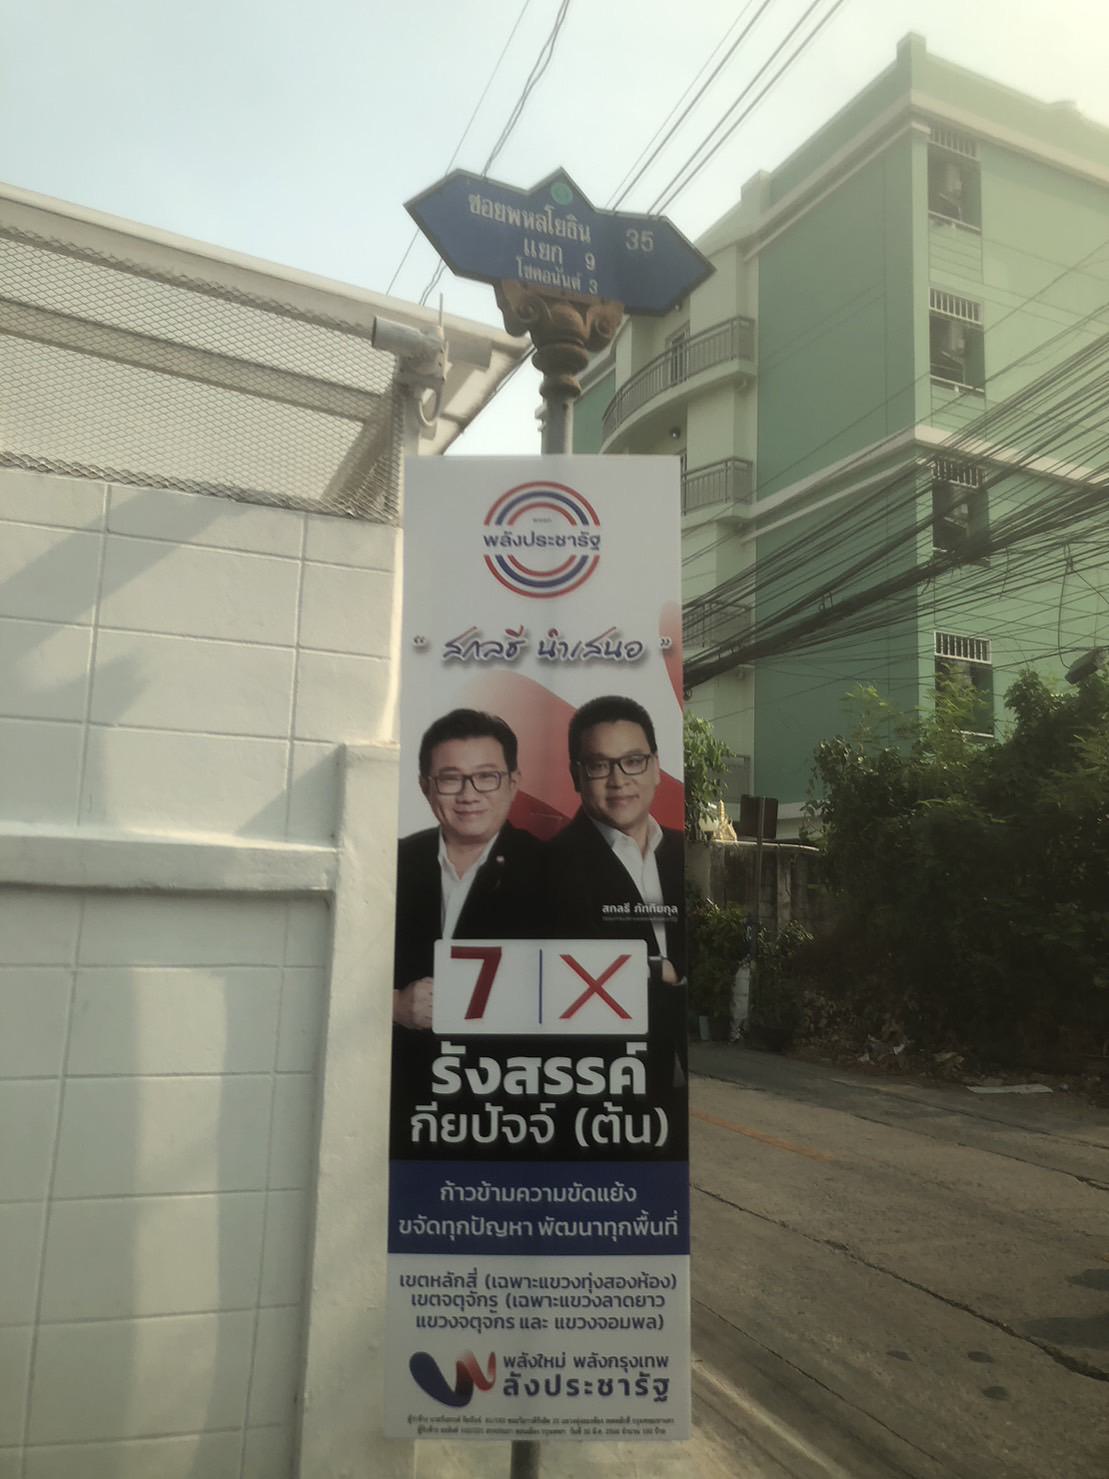 ซอยพหลโยธิน 35
แยก 9
โชคอนันต์ 3
พรรค
พลังประชารัฐ
"สกลธี นำเสนอ"
สกลธี ภัททิยกุล
7 X
รังสรรค์
กียปัจจ์ (ต้น)
ก้าวข้ามความขัดแย้ง
ขจัดทุกปัญหา พัฒนาทุกพื้นที่
เขตหลักสี่ (เฉพาะแขวงทุ่งสองห้อง)
เขตจตุจักร (เฉพาะแขวงลาดยาว
แขวงจตุจักร และ แขวงจอมพล)
พลังใหม่ พลังกรุงเทพ
ลังประชารัฐ